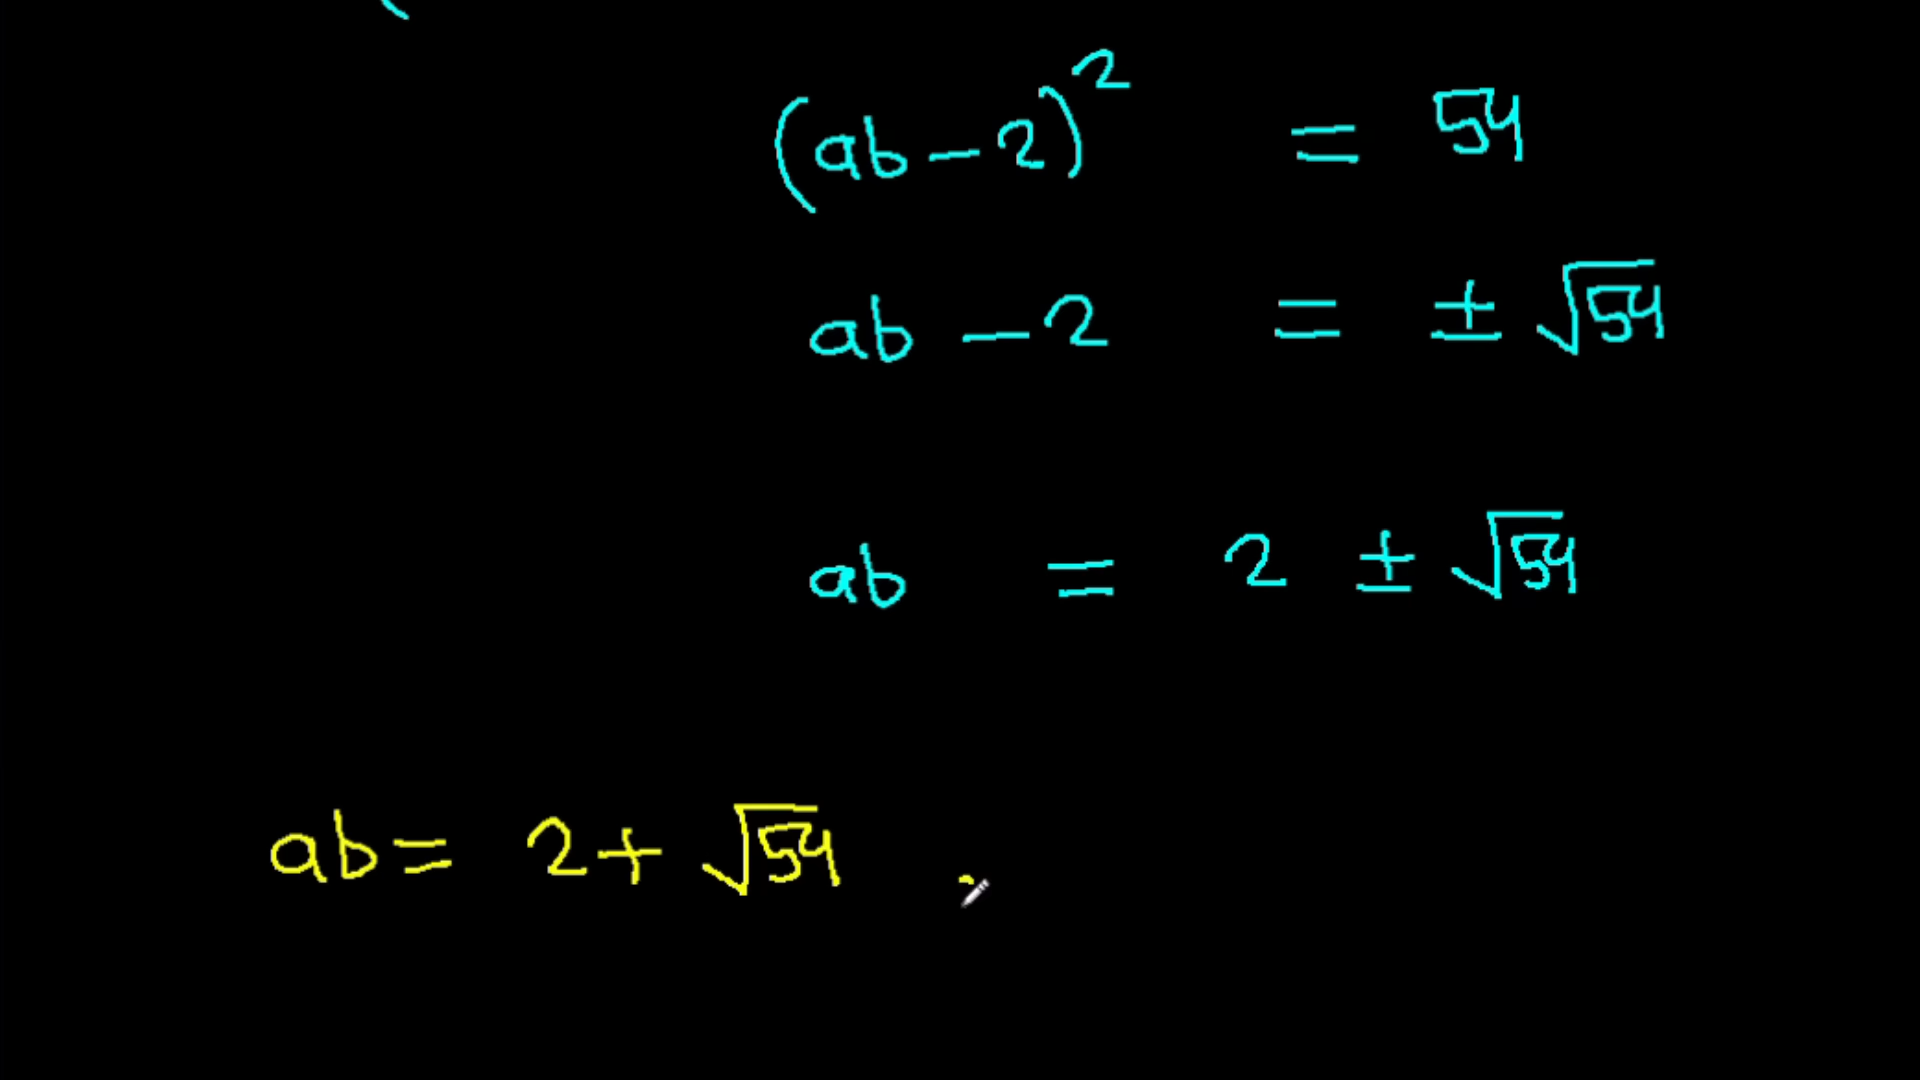 (ab - 2)² = 54
ab - 2 = ± √54
ab = 2 ± √54
ab = 2 + √54 ,